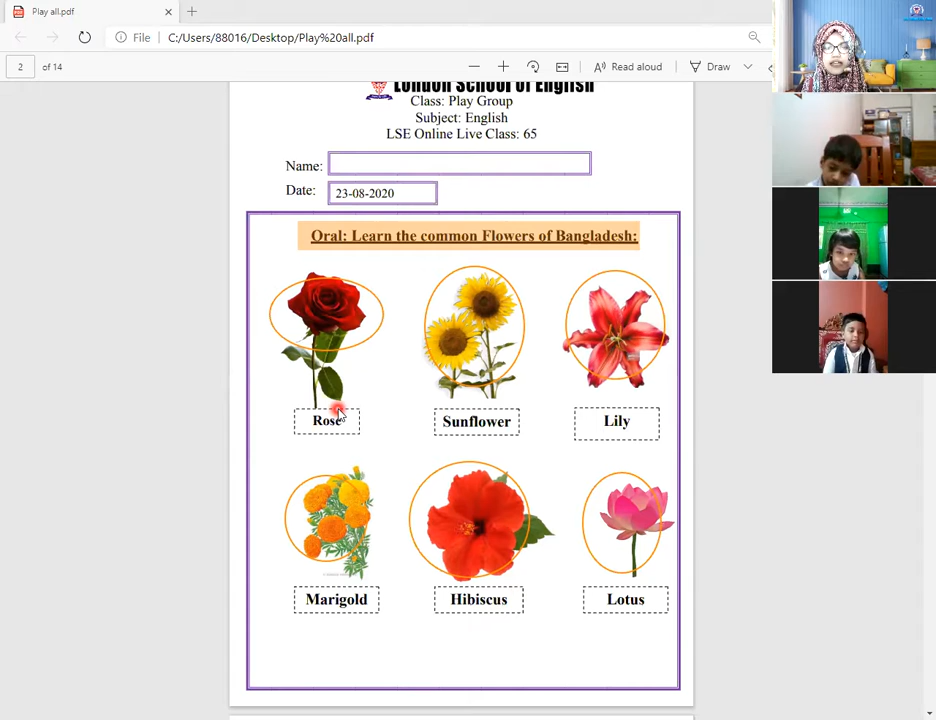 Play all.pdf
File
C:/Users/88016/Desktop/Play%20all.pdf
2 of 14
Read aloud
Draw
London School of English
Class: Play Group
Subject: English
LSE Online Live Class: 65
Name:
Date: 23-08-2020
Oral: Learn the common Flowers of Bangladesh:
Rose Sunflower Lily
Marigold Hibiscus Lotus